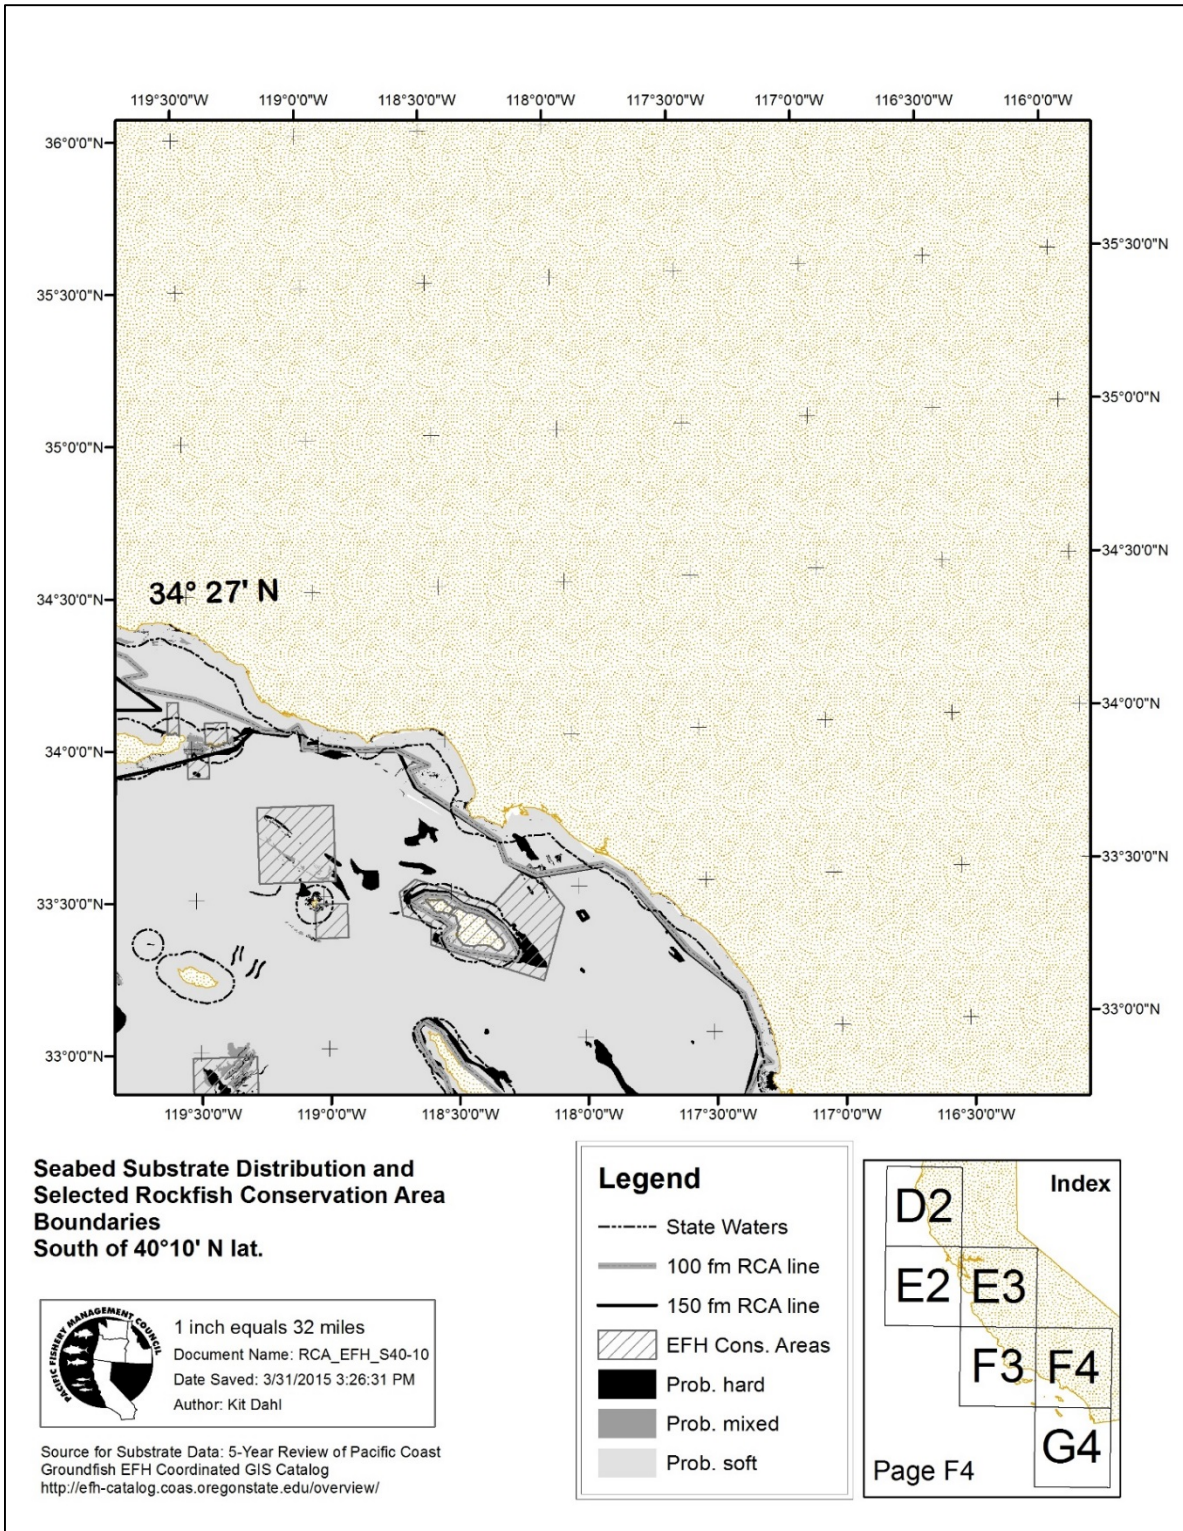 119°30'0"W 119°0'0"W 118°30'0"W 118°0'0"W 117°30'0"W 117°0'0"W 116°30'0"W 116°0'0"W
36°0'0"N
35°30'0"N
35°30'0"N
35°0'0"N
35°0'0"N
34°30'0"N
34° 27' N
34°30'0"N
34°0'0"N
34°0'0"N
33°30'0"N
33°30'0"N
33°0'0"N
33°0'0"N
119°30'0"W 119°0'0"W 118°30'0"W 118°0'0"W 117°30'0"W 117°0'0"W 116°30'0"W
Seabed Substrate Distribution and
Selected Rockfish Conservation Area
Boundaries
South of 40°10' N lat.
PACIFIC FISHERY MANAGEMENT COUNCIL
1 inch equals 32 miles
Document Name: RCA_EFH_S40-10
Date Saved: 3/31/2015 3:26:31 PM
Author: Kit Dahl
Source for Substrate Data: 5-Year Review of Pacific Coast
Groundfish EFH Coordinated GIS Catalog
http://efh-catalog.coas.oregonstate.edu/overview/
Legend
State Waters
100 fm RCA line
150 fm RCA line
EFH Cons. Areas
Prob. hard
Prob. mixed
Prob. soft
Index
D2
E2 E3
F3 F4
G4
Page F4